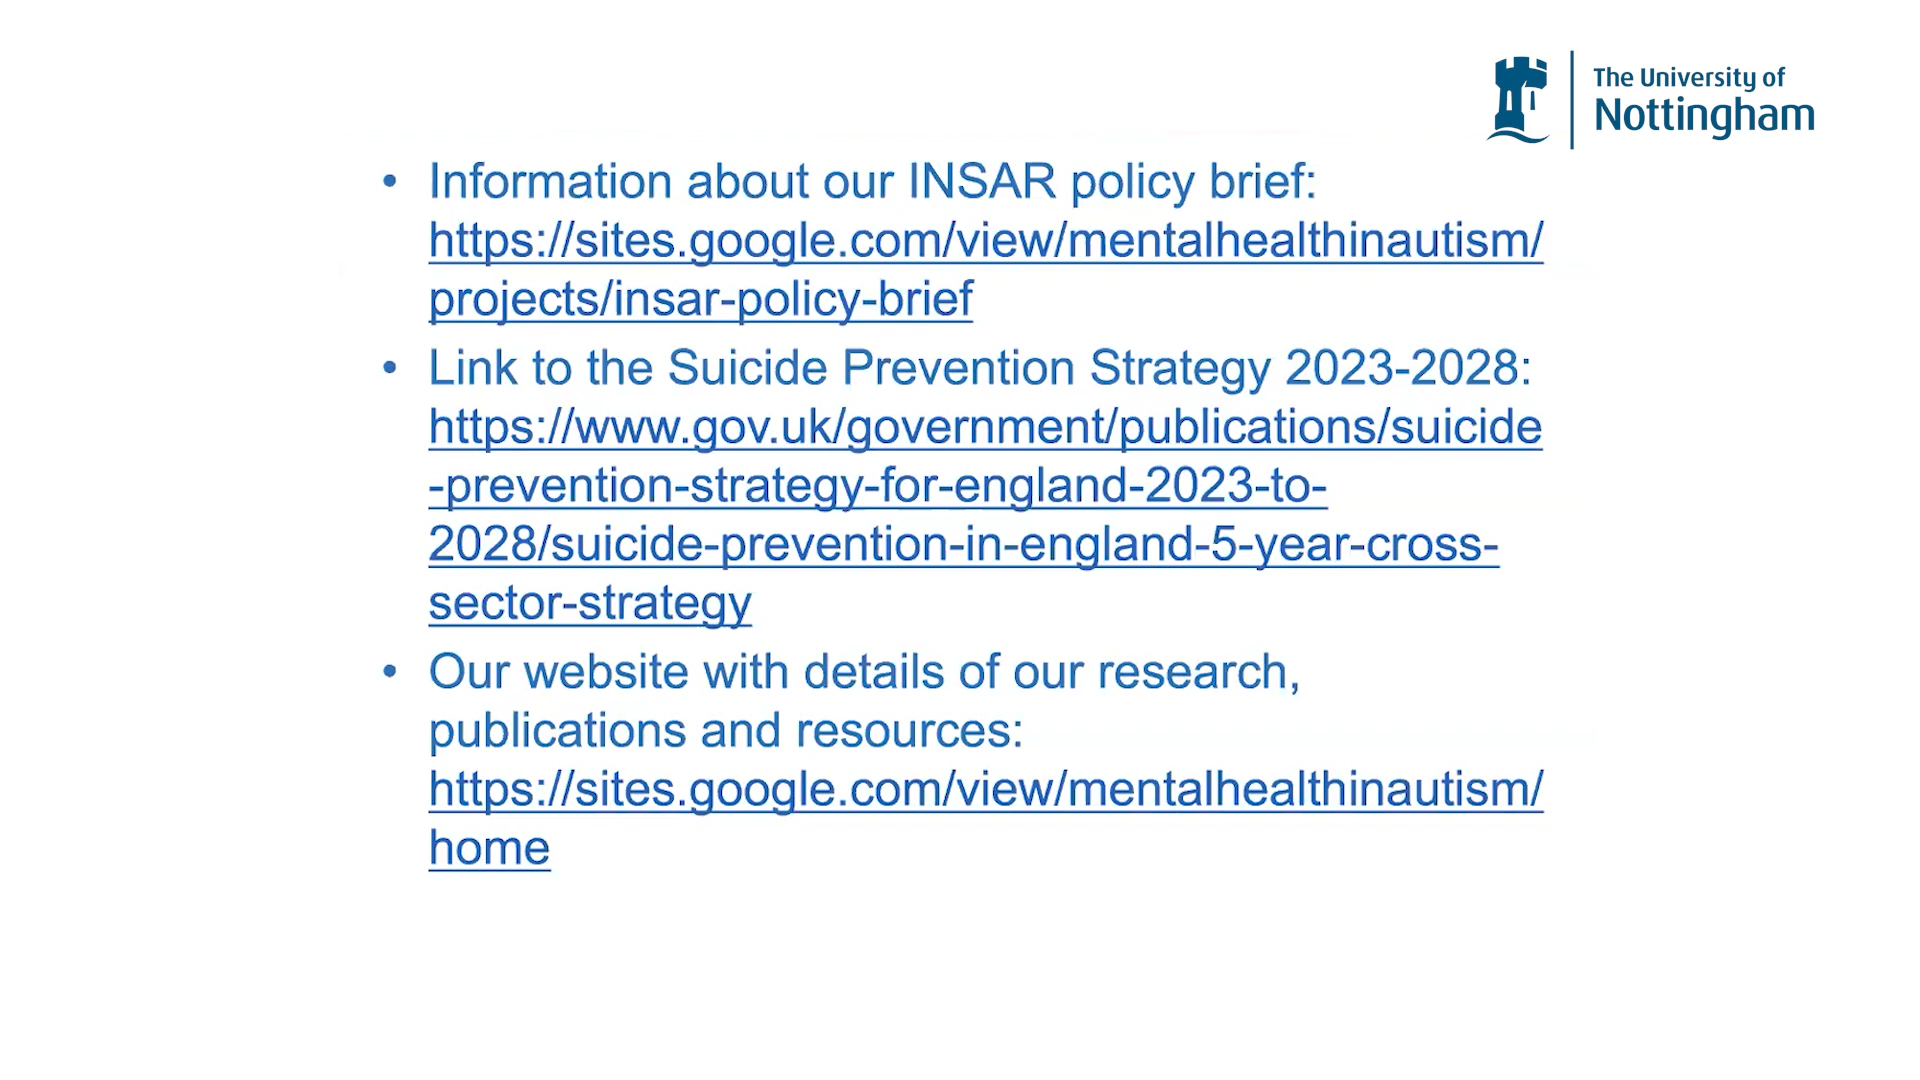 The University of
Nottingham
• Information about our INSAR policy brief:
https://sites.google.com/view/mentalhealthinautism/
projects/insar-policy-brief
• Link to the Suicide Prevention Strategy 2023-2028:
https://www.gov.uk/government/publications/suicide
-prevention-strategy-for-england-2023-to-
2028/suicide-prevention-in-england-5-year-cross-
sector-strategy
• Our website with details of our research,
publications and resources:
https://sites.google.com/view/mentalhealthinautism/
home